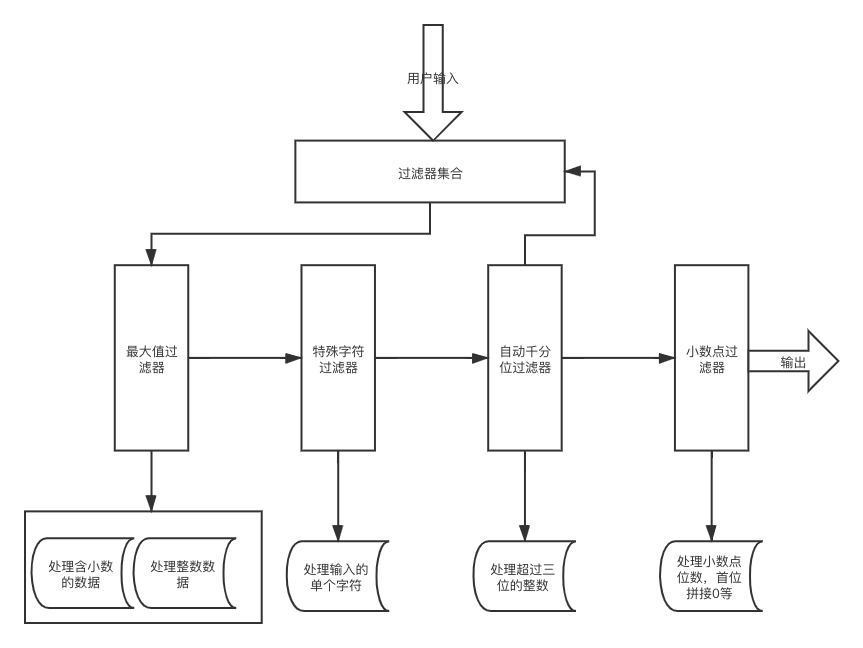 用户输入
过滤器集合
最大值过
滤器
特殊字符
过滤器
自动千分
位过滤器
小数点过
滤器
输出
处理含小数
的数据
处理整数数
据
处理输入的
单个字符
处理超过三
位的整数
处理小数点
位数，首位
拼接0等